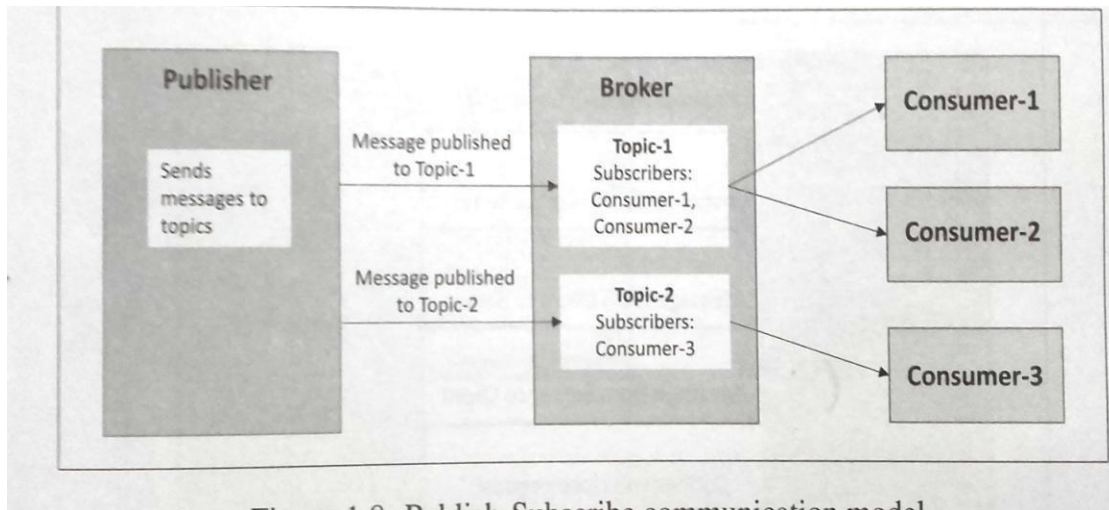 Publisher
Sends
messages to
topics
Message published
to Topic-1
Message published
to Topic-2
Broker
Topic-1
Subscribers:
Consumer-1,
Consumer-2
Topic-2
Subscribers:
Consumer-3
Consumer-1
Consumer-2
Consumer-3
Publish-Subscribe communication model